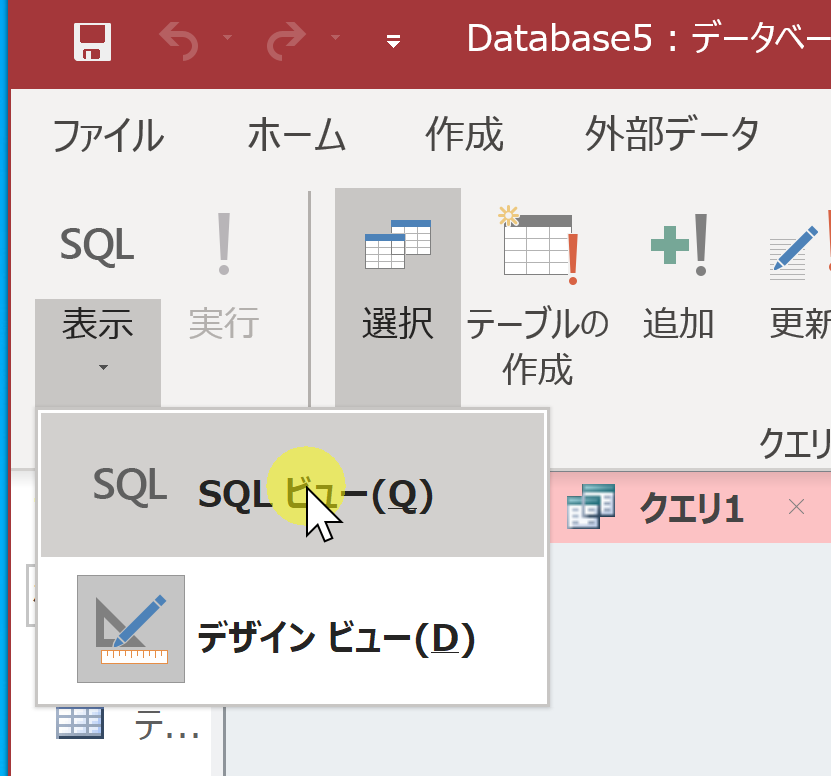 Database5 : データベー
ファイル ホーム 作成 外部データ
SQL
表示 実行 選択 テーブルの 追加 更新
作成
クエリ
SQL SQL ビュー(Q)
クエリ1
デザイン ビュー(D)
テ...